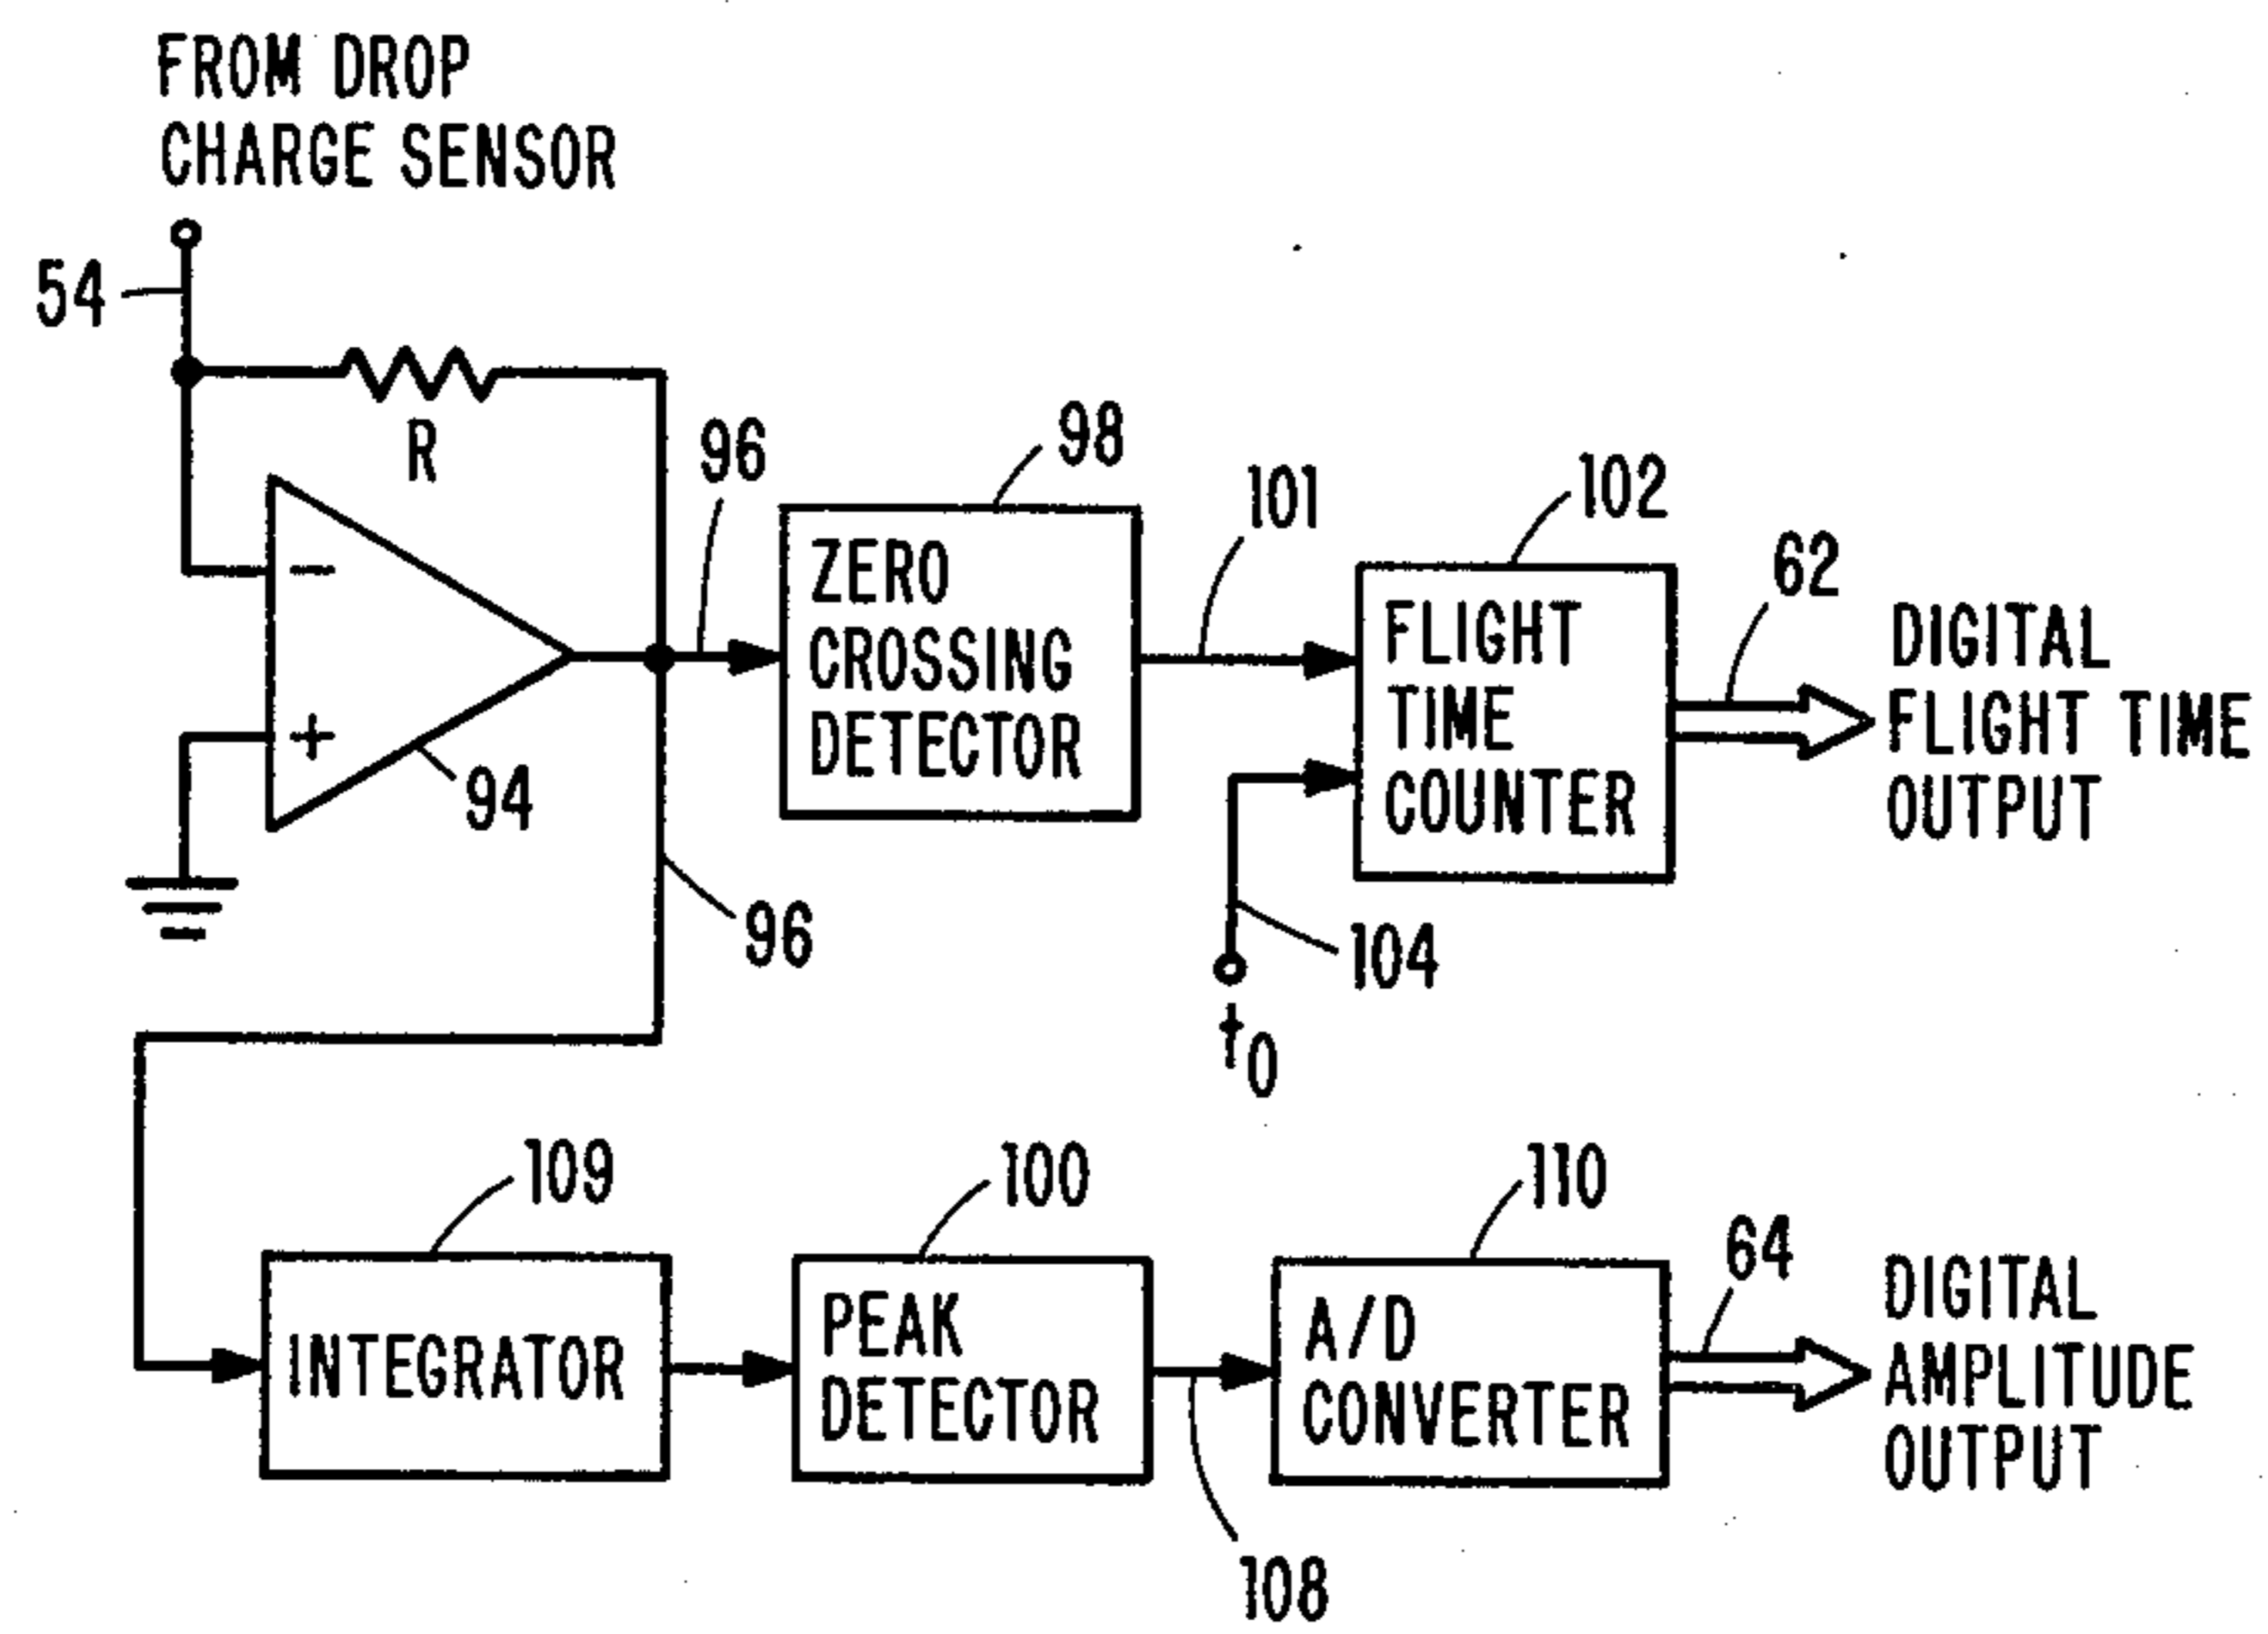 FROM DROP
CHARGE SENSOR
54
R
96
98
101
102
62
ZERO
CROSSING
DETECTOR
FLIGHT
TIME
COUNTER
DIGITAL
FLIGHT TIME
OUTPUT
−
+
94
96
104
t0
109
100
110
64
INTEGRATOR
PEAK
DETECTOR
A/D
CONVERTER
DIGITAL
AMPLITUDE
OUTPUT
108